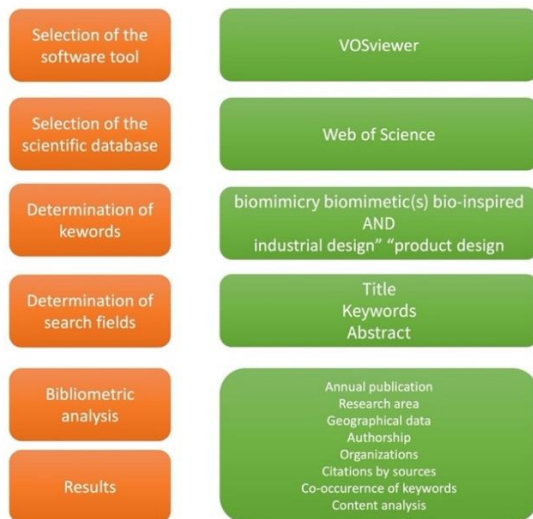 Selection of the
software tool
VOSviewer
Selection of the
scientific database
Web of Science
Determination of
kewords
biomimicry biomimetic(s) bio-inspired
AND
industrial design” “product design
Determination of
search fields
Title
Keywords
Abstract
Bibliometric
analysis
Results
Annual publication
Research area
Geographical data
Authorship
Organizations
Citations by sources
Co-occurernce of keywords
Content analysis